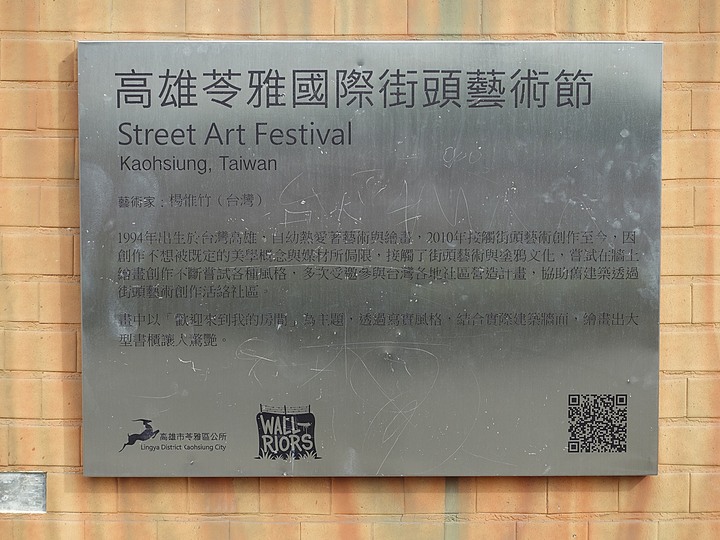 高雄苓雅國際街頭藝術節
Street Art Festival
Kaohsiung, Taiwan
藝術家：楊惟竹（台灣）
1994年出生於台灣高雄，自幼熱愛著藝術與繪畫，2010年接觸街頭藝術創作至今，因
創作不想被既定的美學概念與媒材所侷限，接觸了街頭藝術與塗鴉文化，嘗試在牆上
繪畫創作不斷嘗試各種風格，多次受邀參與台灣各地社區營造計畫，協助舊建築透過
街頭藝術創作活絡社區。
畫中以「歡迎來到我的房間」為主題，透過寫實風格，結合實際建築牆面，繪畫出大
型書櫃讓人驚艷。
高雄市苓雅區公所
Lingya District Kaohsiung City
WALL-
RIORS